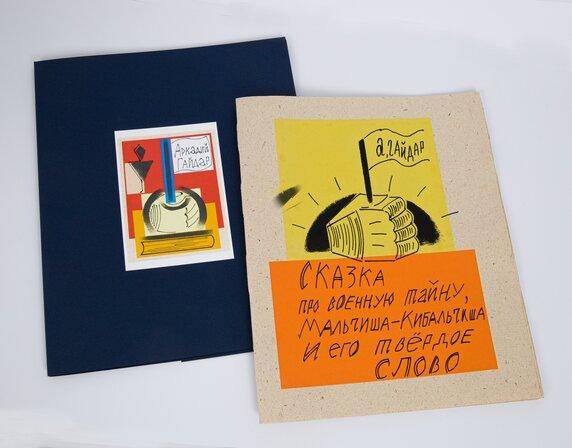 Аркадий
ГАЙДАР
а. ГАЙДАР
СКАЗКА
про военную тайну,
МАЛЬЧИША-КИБАЛЬЧИША
И его твёрдое
СЛОВО